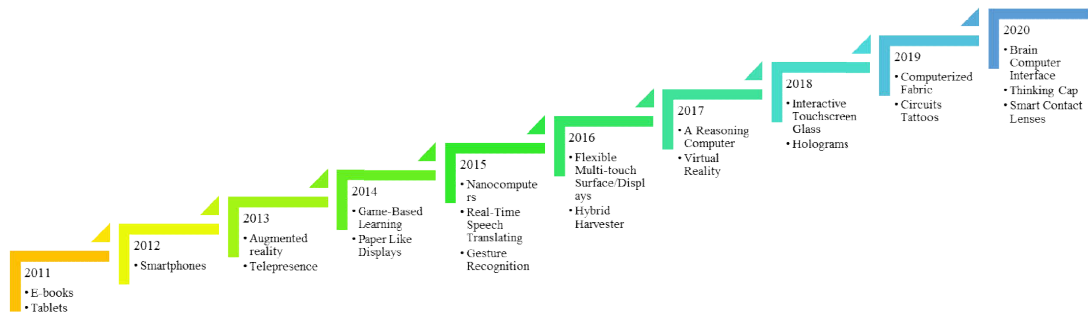 2011
• E-books
• Tablets
2012
• Smartphones
2013
• Augmented
reality
• Telepresence
2014
• Game-Based
Learning
• Paper Like
Displays
2015
• Nanocompute
rs
• Real-Time
Speech
Translating
• Gesture
Recognition
2016
• Flexible
Multi-touch
Surface/Displ
ays
• Hybrid
Harvester
2017
• A Reasoning
Computer
• Virtual
Reality
2018
• Interactive
Touchscreen
Glass
• Holograms
2019
• Computerized
Fabric
• Circuits
Tattoos
2020
• Brain
Computer
Interface
• Thinking Cap
• Smart Contact
Lenses